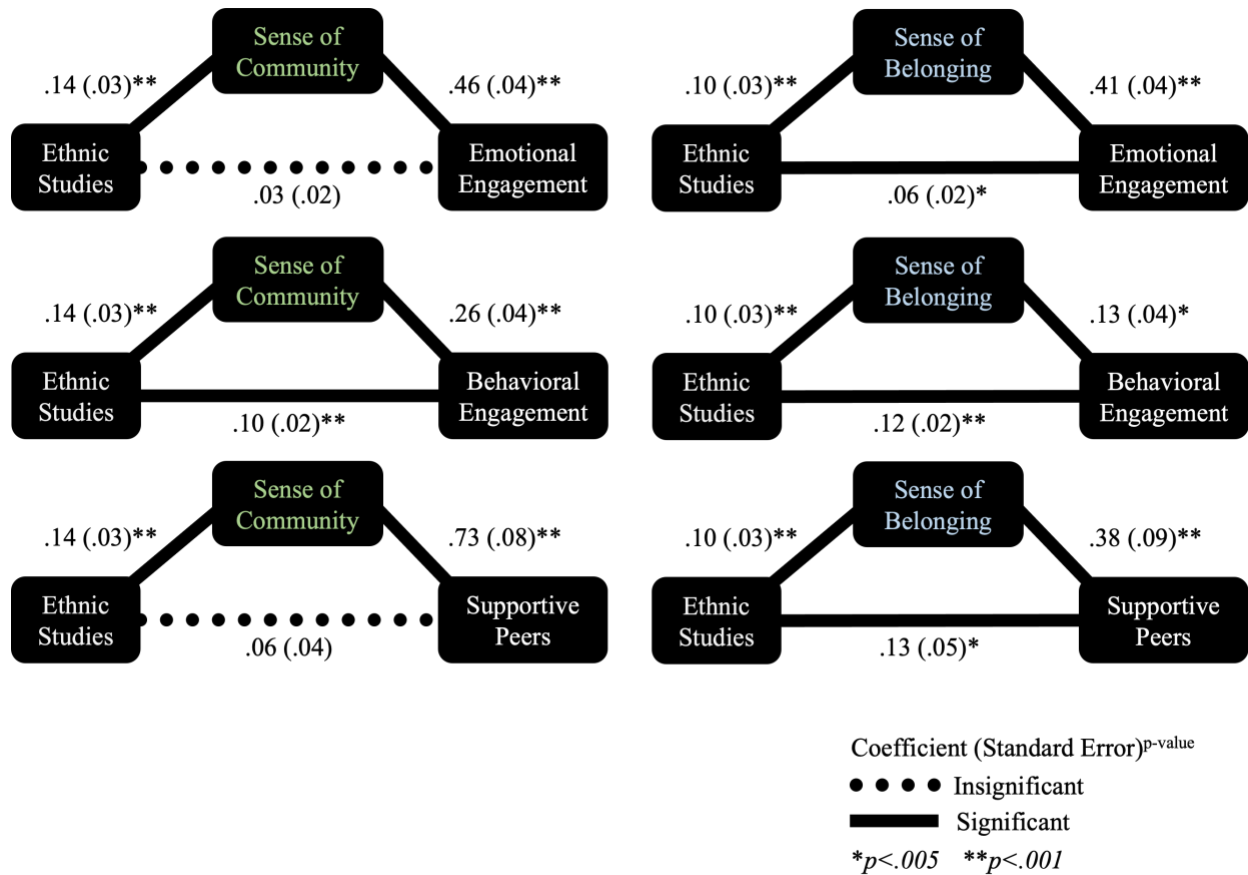 Sense of
Community
.14 (.03)**
.46 (.04)**
Ethnic
Studies
Emotional
Engagement
.03 (.02)
Sense of
Belonging
.10 (.03)**
.41 (.04)**
Ethnic
Studies
Emotional
Engagement
.06 (.02)*
Sense of
Community
.14 (.03)**
.26 (.04)**
Ethnic
Studies
Behavioral
Engagement
.10 (.02)**
Sense of
Belonging
.10 (.03)**
.13 (.04)*
Ethnic
Studies
Behavioral
Engagement
.12 (.02)**
Sense of
Community
.14 (.03)**
.73 (.08)**
Ethnic
Studies
Supportive
Peers
.06 (.04)
Sense of
Belonging
.10 (.03)**
.38 (.09)**
Ethnic
Studies
Supportive
Peers
.13 (.05)*
Coefficient (Standard Error)p-value
Insignificant
Significant
*p<.005 **p<.001